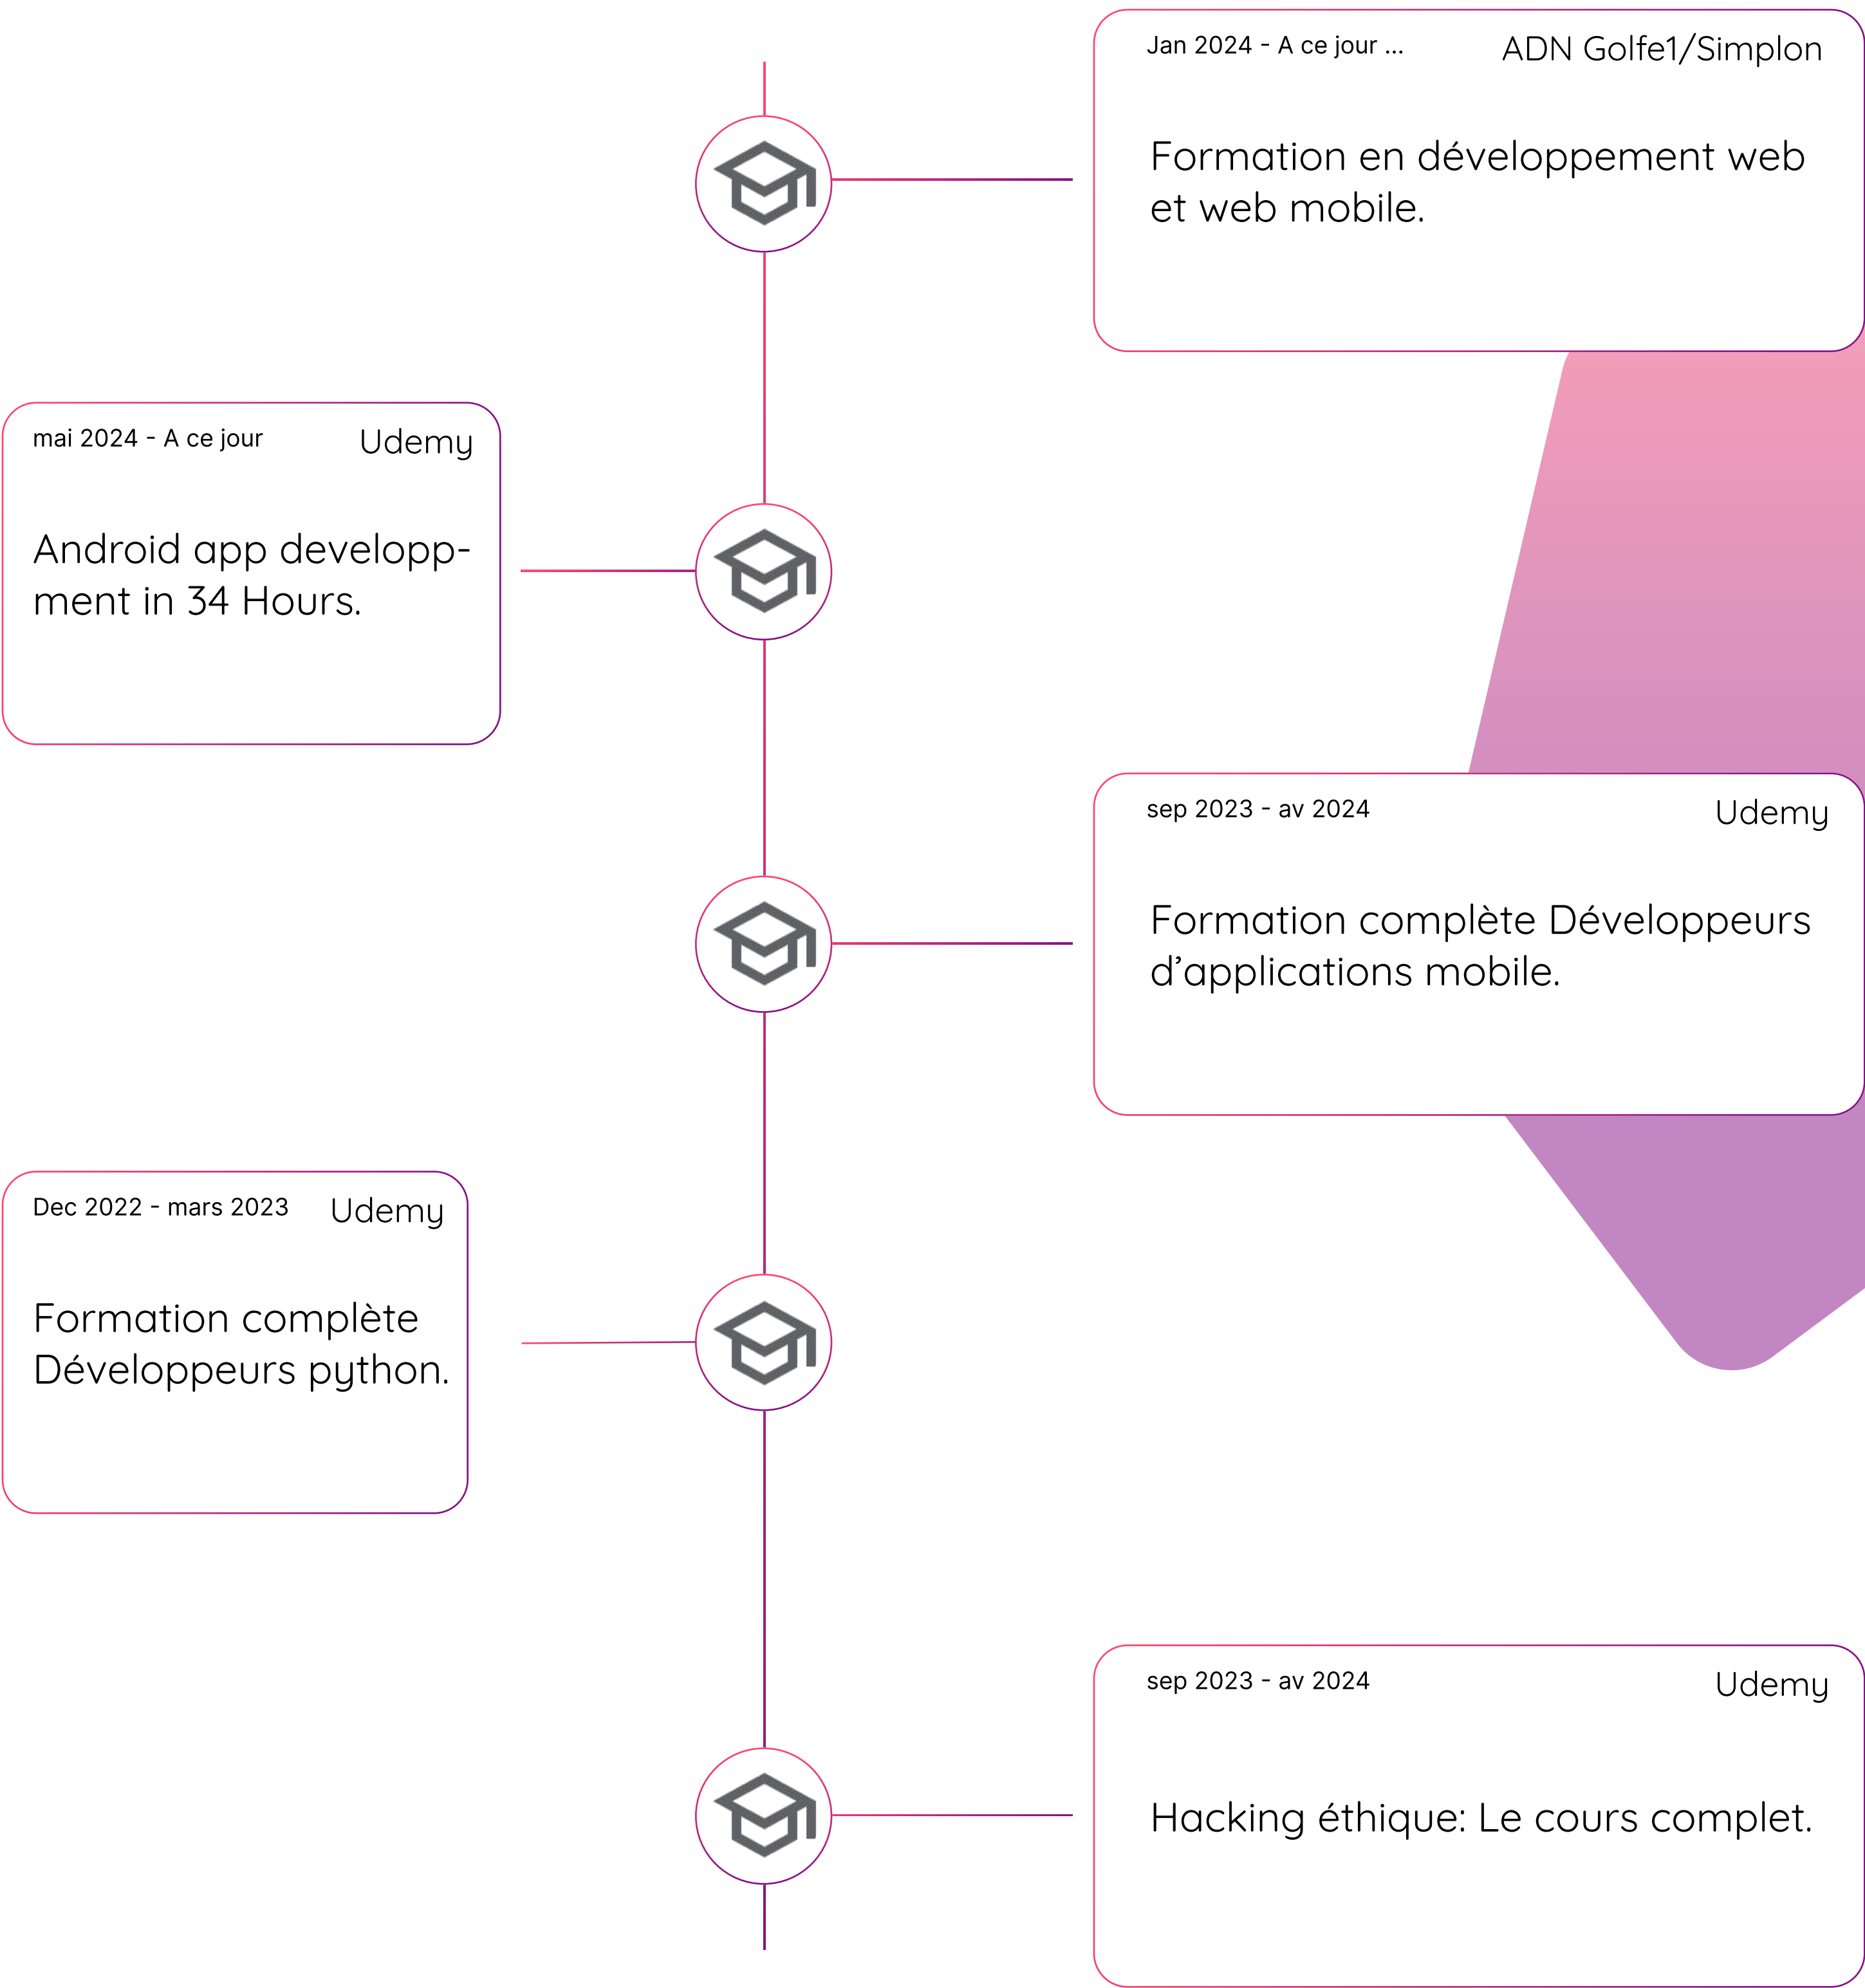 Jan 2024 - A ce jour ...
ADN Golfe1/Simplon
Formation en développement web
et web mobile.
mai 2024 - A ce jour
Udemy
Android app developp-
ment in 34 Hours.
sep 2023 - av 2024
Udemy
Formation complète Développeurs
d’applications mobile.
Dec 2022 - mars 2023
Udemy
Formation complète
Développeurs python.
sep 2023 - av 2024
Udemy
Hacking éthique: Le cours complet.